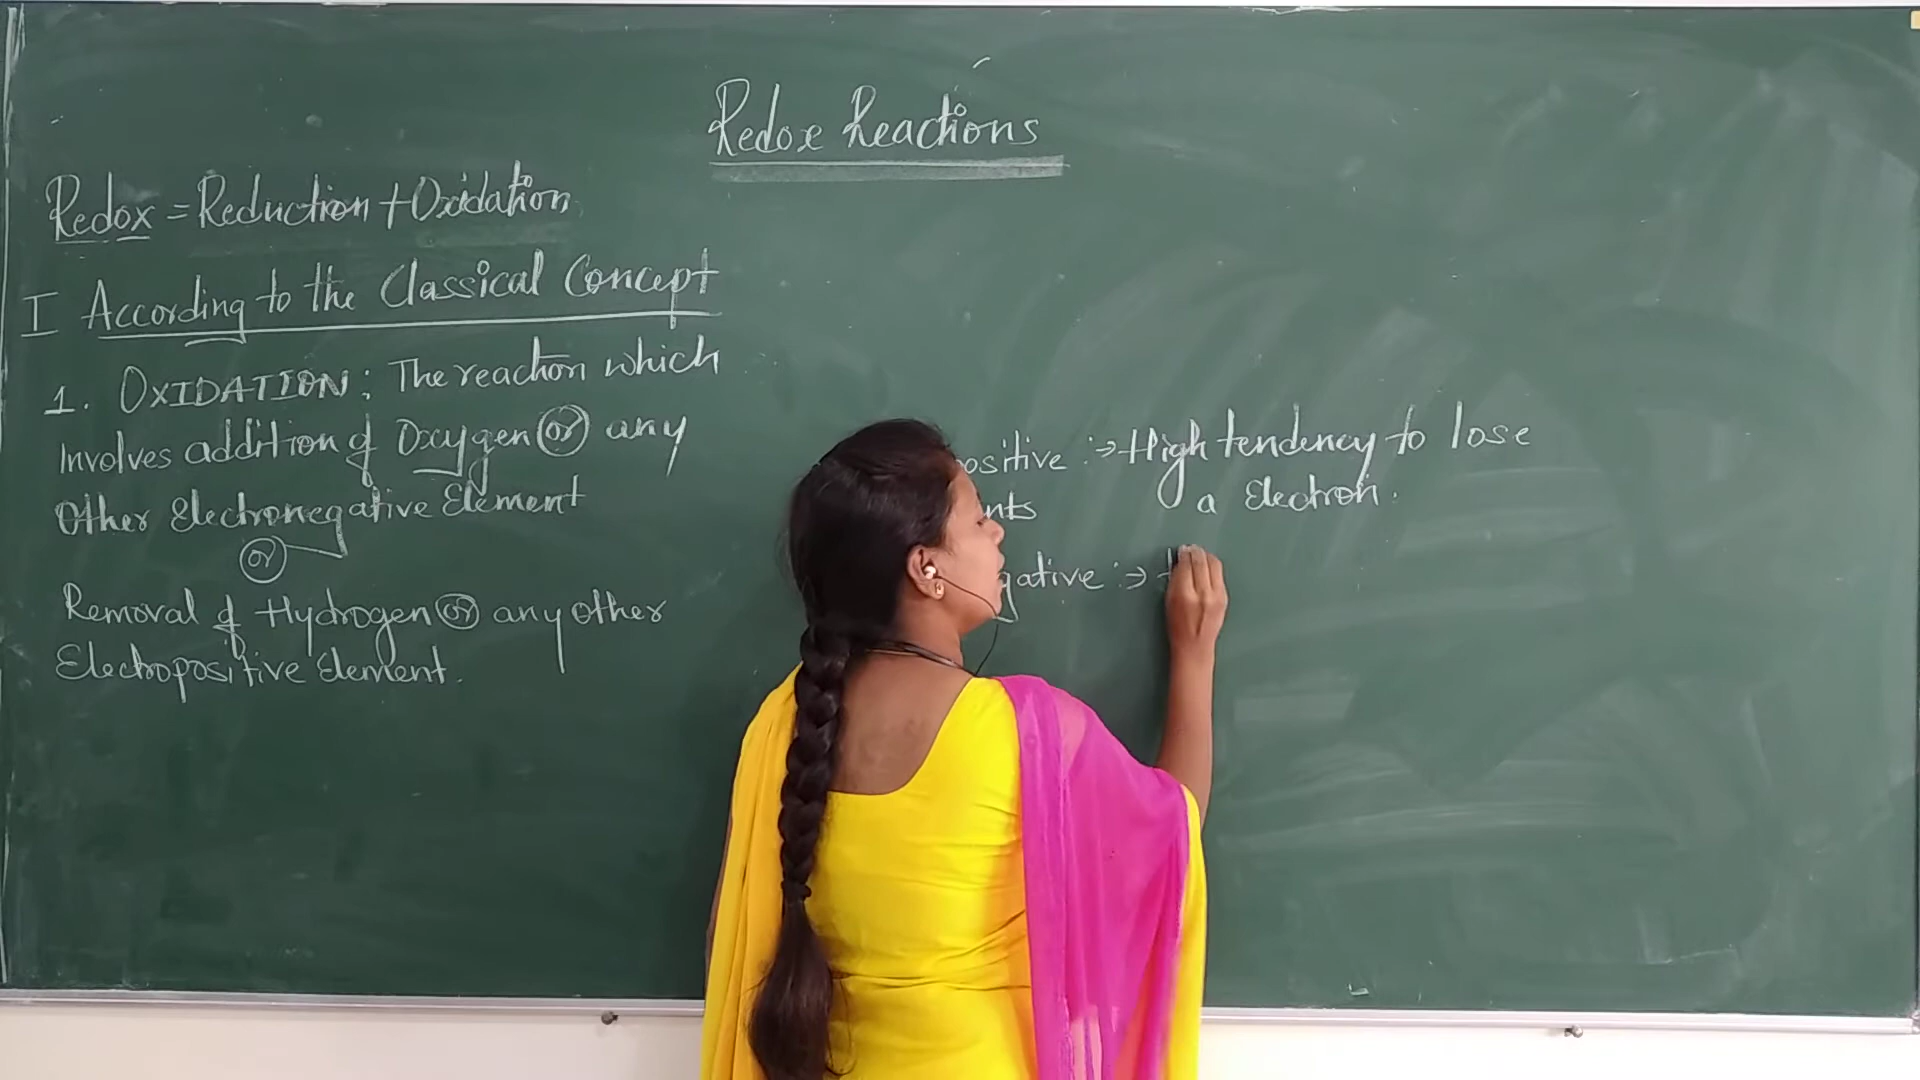 Redox Reactions
Redox = Reduction + Oxidation
I According to the Classical Concept
1. OXIDATION : The reaction which
Involves addition of Oxygen (or) any
Other Electronegative Element
(or)
Removal of Hydrogen (or) any other
Electropositive Element.
ositive :→ High tendency to lose
nts a Electron.
gative :→